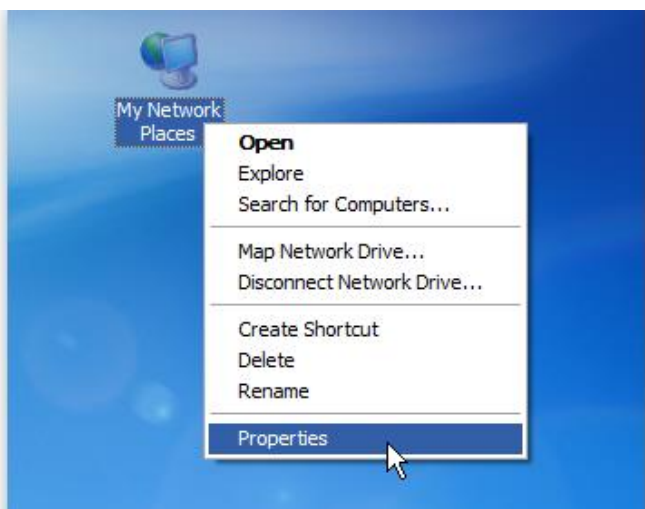 My Network
Places
Open
Explore
Search for Computers...
Map Network Drive...
Disconnect Network Drive...
Create Shortcut
Delete
Rename
Properties